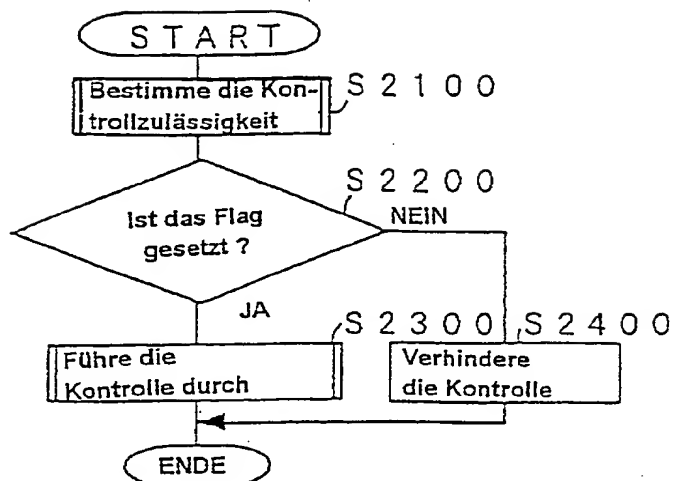 START
Bestimme die Kon-
trollzulässigkeit
S2100
S2200
Ist das Flag
gesetzt ?
NEIN
JA
S2300
Führe die
Kontrolle durch
S2400
Verhindere
die Kontrolle
ENDE